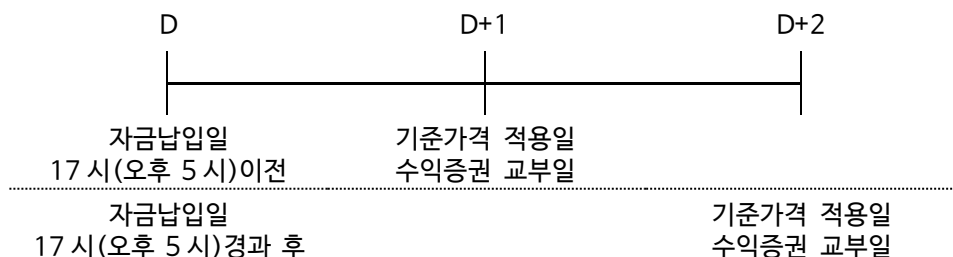 D D+1 D+2
자금납입일 기준가격 적용일
17 시(오후 5 시)이전 수익증권 교부일
자금납입일 기준가격 적용일
17 시(오후 5 시)경과 후 수익증권 교부일